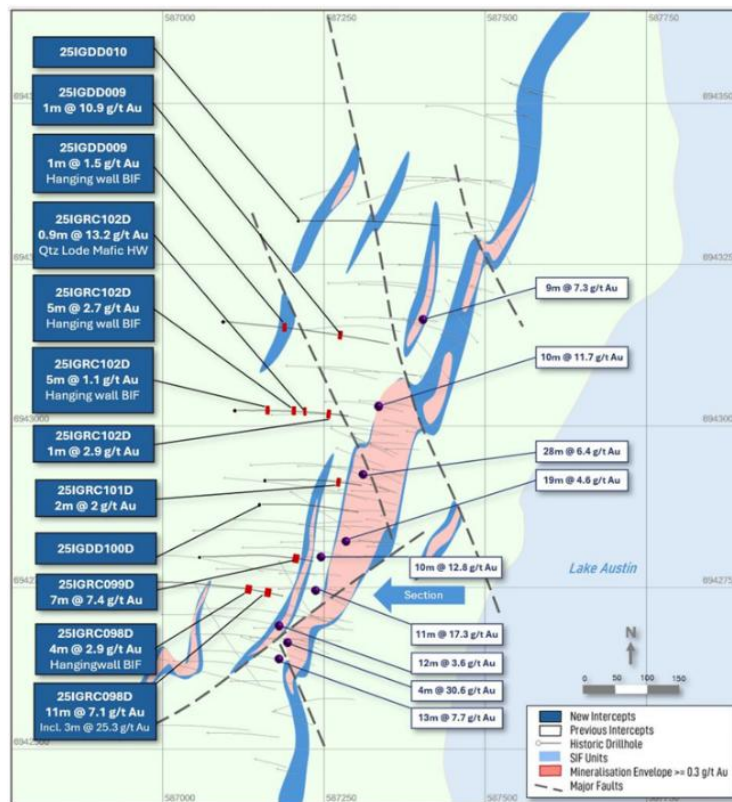 587000
587250
587500
587750
25IGDD010
25IGDD009
1m @ 10.9 g/t Au
25IGDD009
1m @ 1.5 g/t Au
Hanging wall BIF
25IGRC102D
0.9m @ 13.2 g/t Au
Qtz Lode Mafic HW
25IGRC102D
5m @ 2.7 g/t Au
Hanging wall BIF
25IGRC102D
5m @ 1.1 g/t Au
Hanging wall BIF
25IGRC102D
1m @ 2.9 g/t Au
25IGRC101D
2m @ 2 g/t Au
25IGDD100D
25IGRC099D
7m @ 7.4 g/t Au
25IGRC098D
4m @ 2.9 g/t Au
Hangingwall BIF
25IGRC098D
11m @ 7.1 g/t Au
Incl. 3m @ 25.3 g/t Au
9m @ 7.3 g/t Au
10m @ 11.7 g/t Au
28m @ 6.4 g/t Au
19m @ 4.6 g/t Au
10m @ 12.8 g/t Au
Section
11m @ 17.3 g/t Au
12m @ 3.6 g/t Au
4m @ 30.6 g/t Au
13m @ 7.7 g/t Au
6943000
Lake Austin
N
0 50 100 150
New Intercepts
Previous Intercepts
Historic Drillhole
SIF Units
Mineralisation Envelope >= 0.3 g/t Au
Major Faults
587000
587250
587500